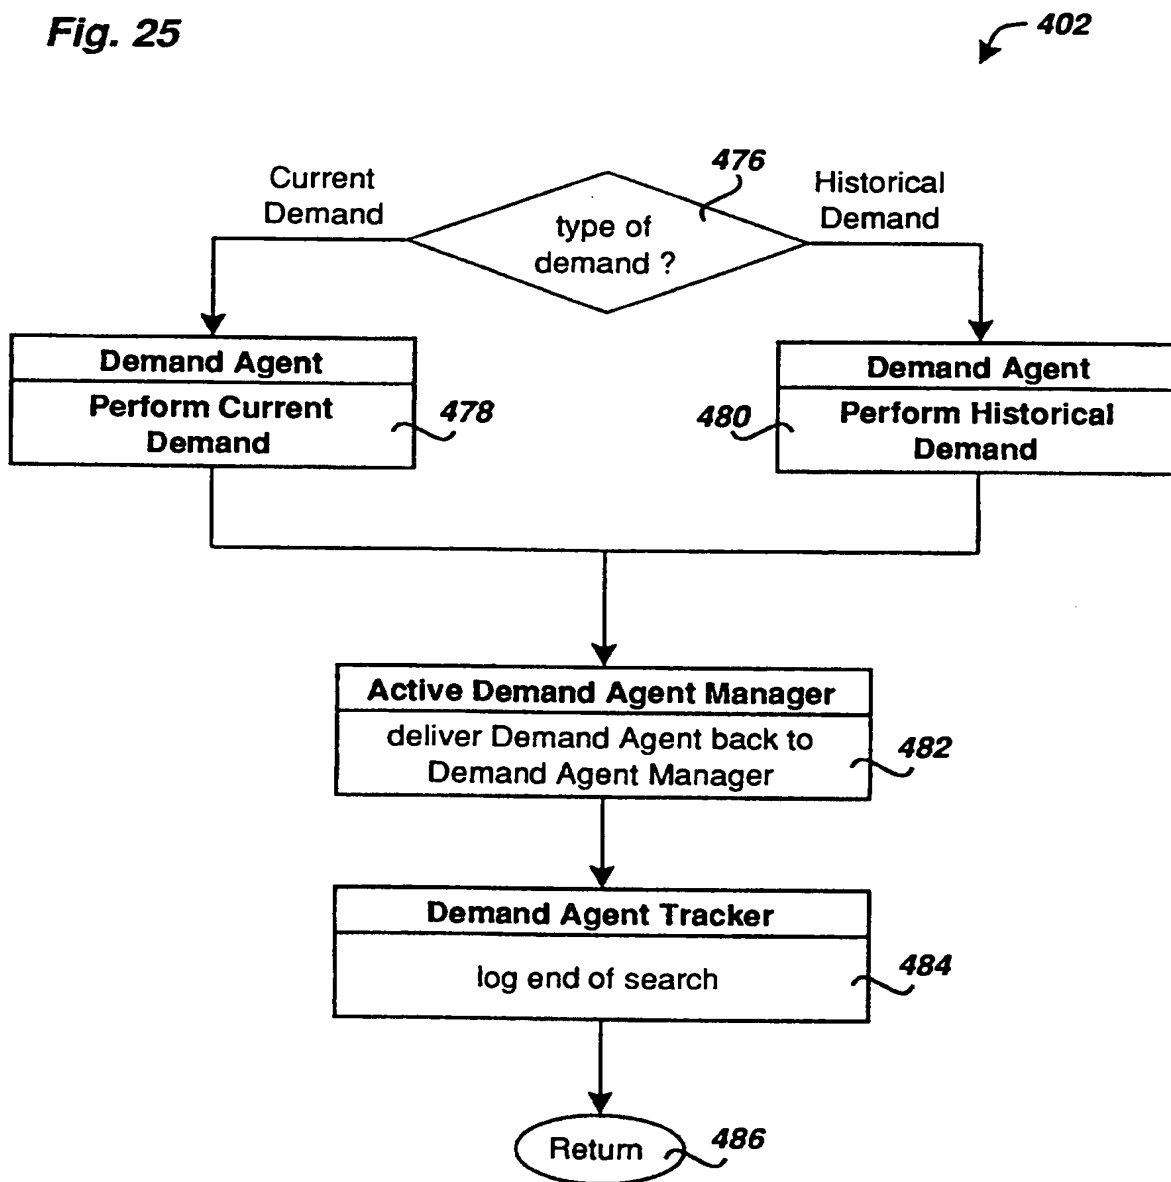 Fig. 25
402
476
Current
Demand
Historical
Demand
type of
demand ?
Demand Agent
Perform Current
Demand
478
Demand Agent
480
Perform Historical
Demand
Active Demand Agent Manager
deliver Demand Agent back to
Demand Agent Manager
482
Demand Agent Tracker
log end of search
484
Return
486